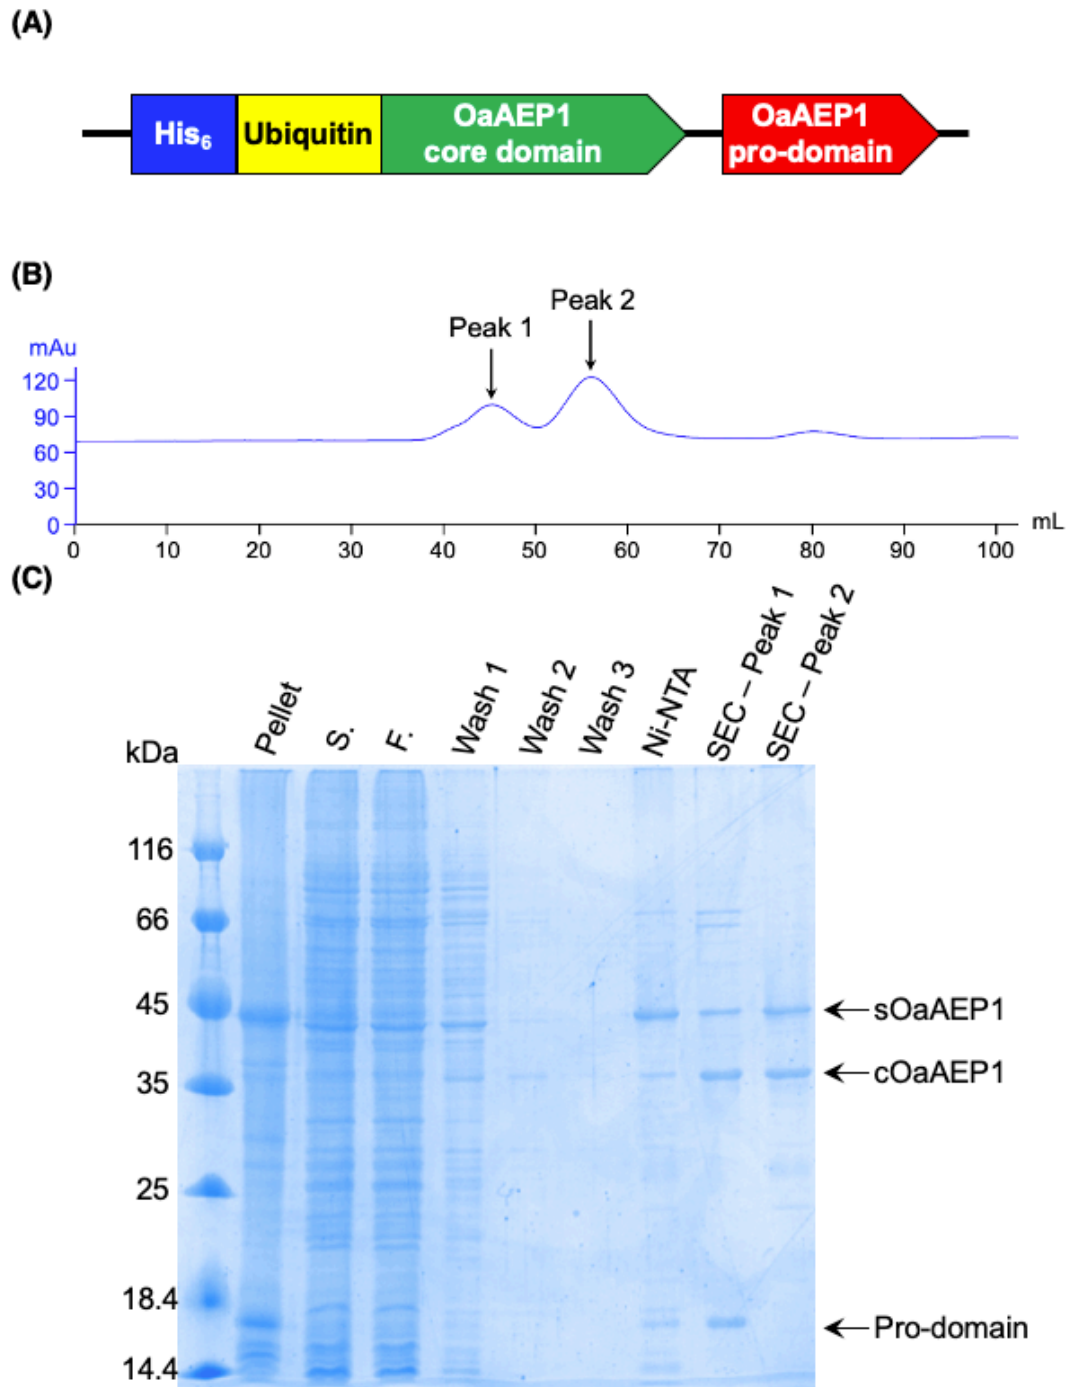 (A)
His6 Ubiquitin OaAEP1 core domain OaAEP1 pro-domain
(B)
Peak 1 Peak 2
mAu
120
90
60
30
0
0 10 20 30 40 50 60 70 80 90 100 mL
(C)
kDa Pellet S. F. Wash 1 Wash 2 Wash 3 Ni-NTA SEC – Peak 1 SEC – Peak 2
116
66
45 sOaAEP1
35 cOaAEP1
25
18.4
Pro-domain
14.4